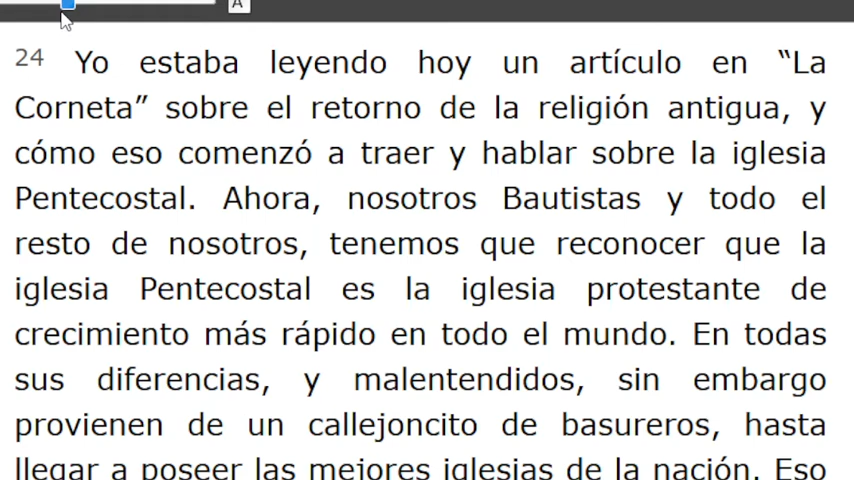 A
24 Yo estaba leyendo hoy un artículo en “La
Corneta” sobre el retorno de la religión antigua, y
cómo eso comenzó a traer y hablar sobre la iglesia
Pentecostal. Ahora, nosotros Bautistas y todo el
resto de nosotros, tenemos que reconocer que la
iglesia Pentecostal es la iglesia protestante de
crecimiento más rápido en todo el mundo. En todas
sus diferencias, y malentendidos, sin embargo
provienen de un callejoncito de basureros, hasta
llegar a poseer las mejores iglesias de la nación. Eso